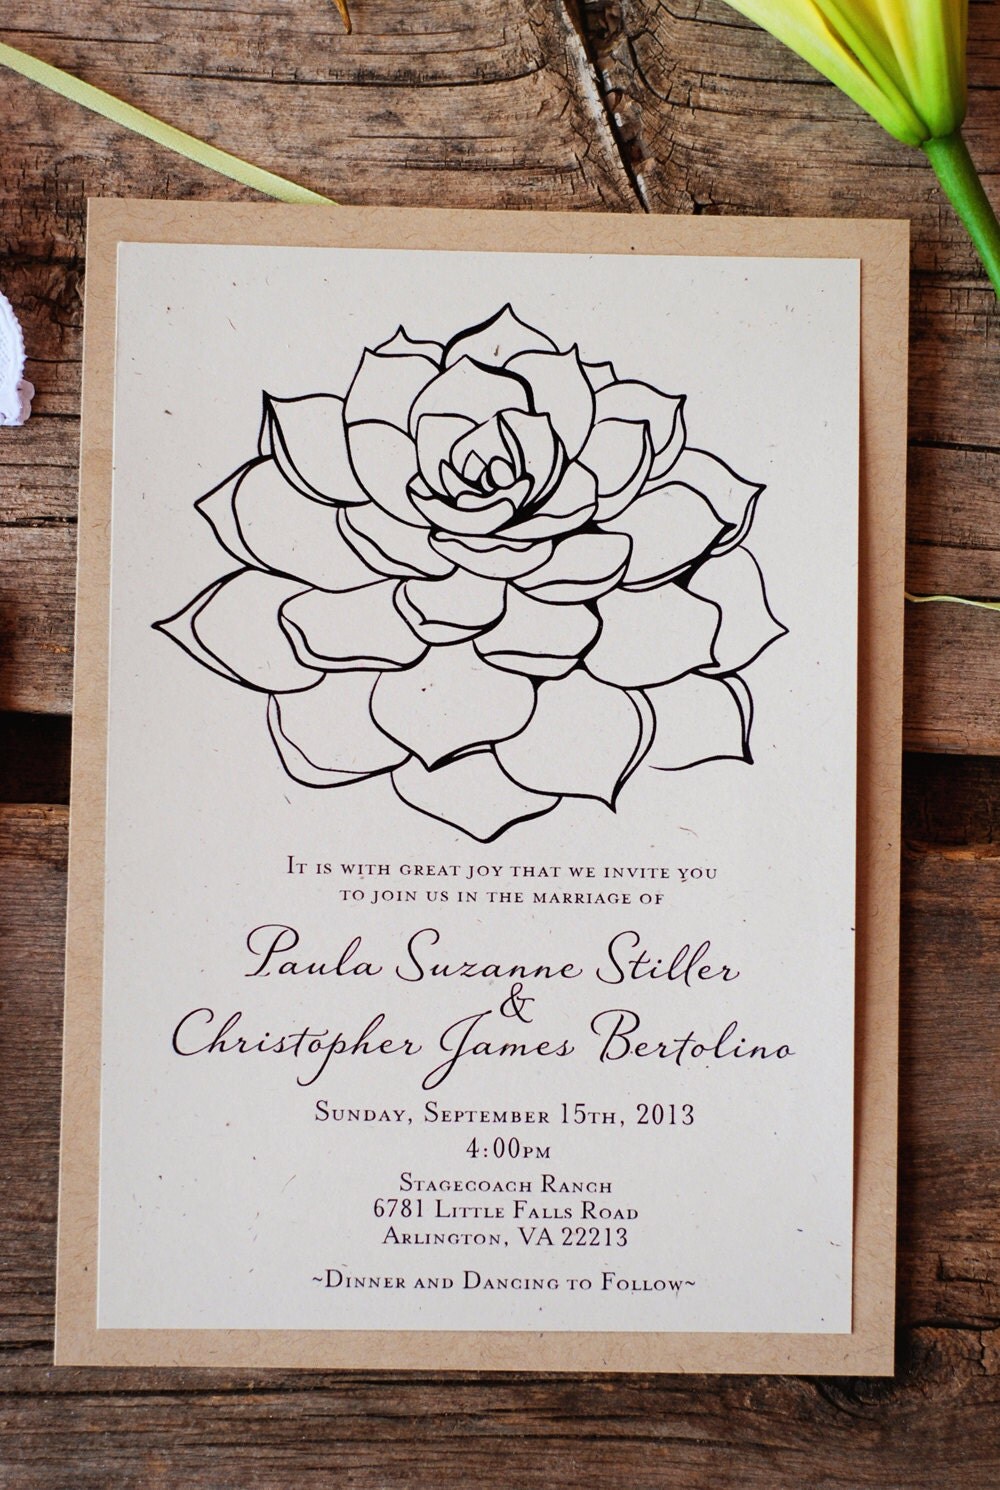 It is with great joy that we invite you
to join us in the marriage of
Paula Suzanne Stiller
&
Christopher James Bertolino
Sunday, September 15th, 2013
4:00pm
Stagecoach Ranch
6781 Little Falls Road
Arlington, VA 22213
~Dinner and Dancing to Follow~